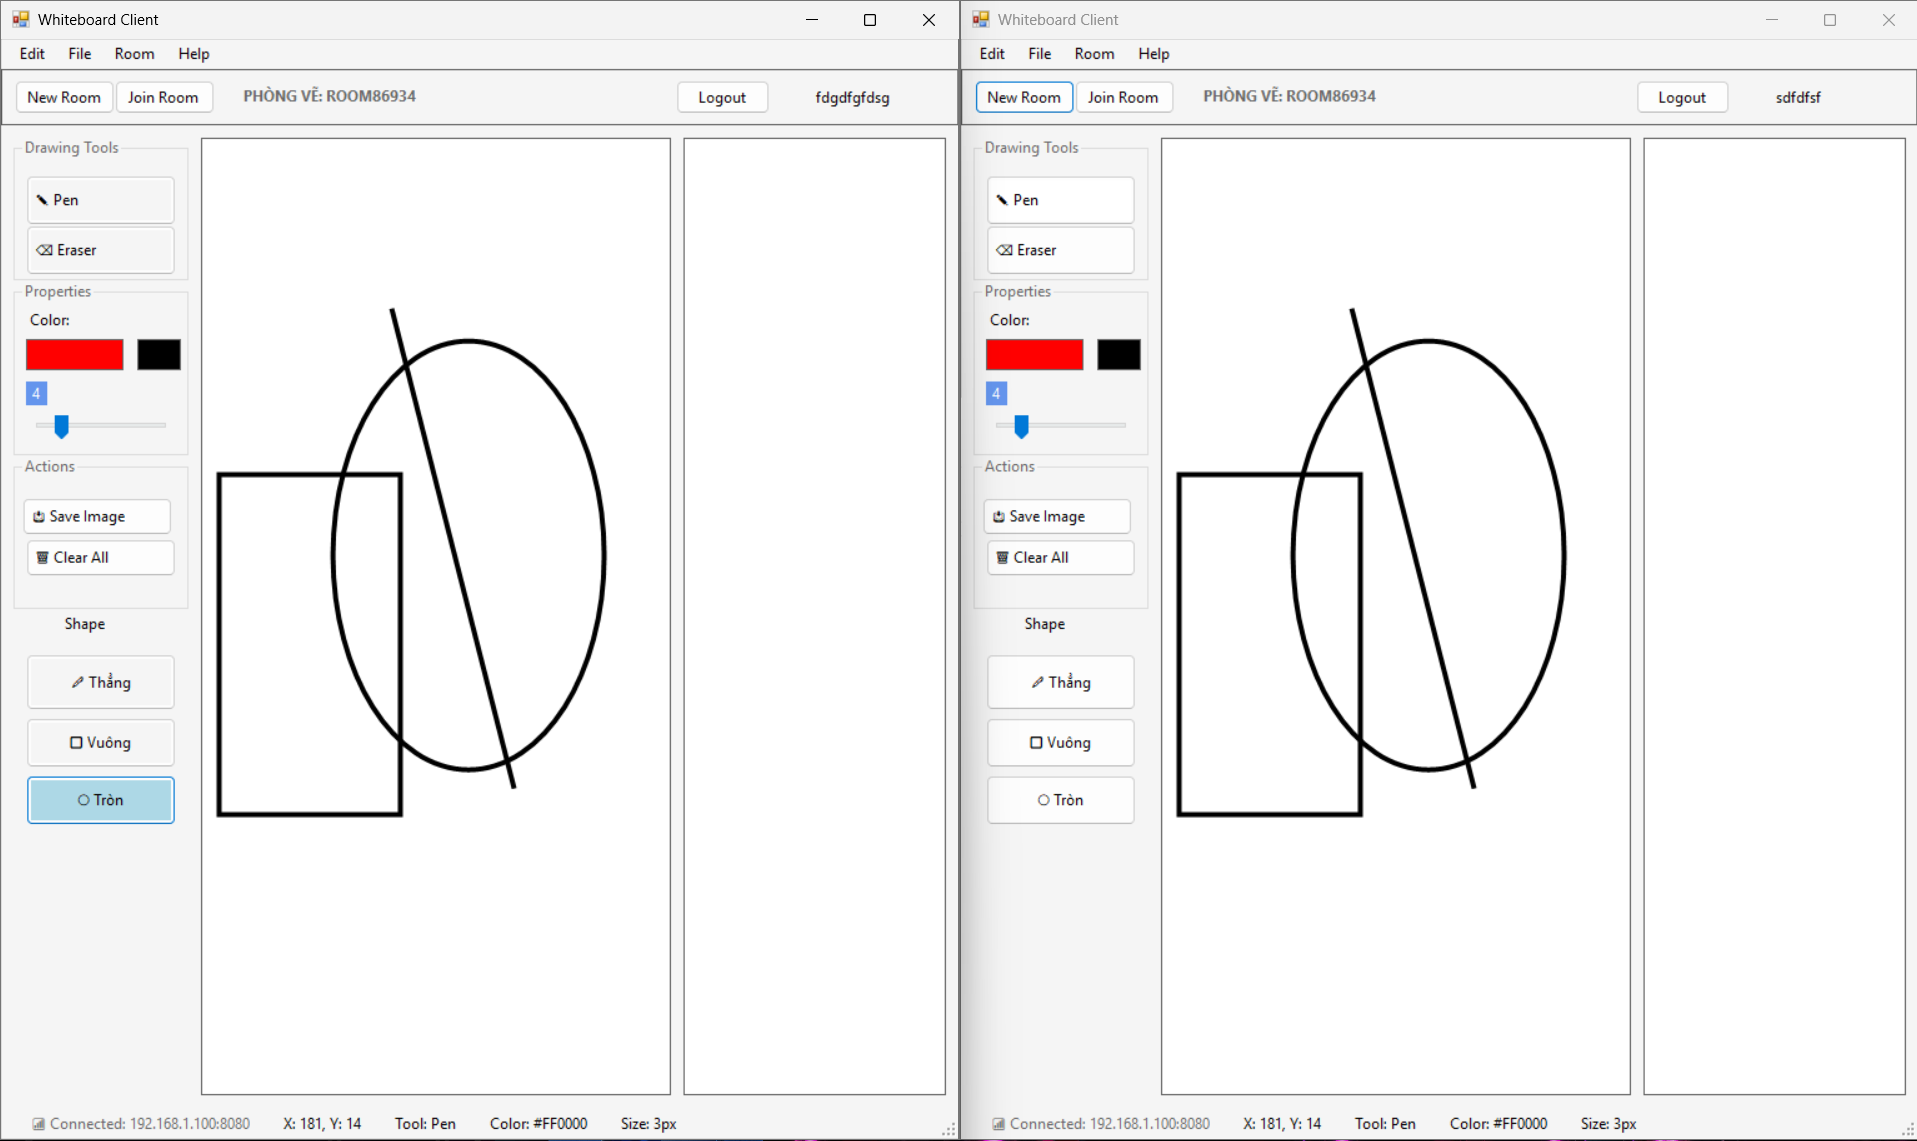 Whiteboard Client
Edit File Room Help
New Room Join Room PHÒNG VẼ: ROOM86934 Logout fdgdfgfdsg
Drawing Tools
Pen
Eraser
Properties
Color:
4
Actions
Save Image
Clear All
Shape
Thẳng
Vuông
Tròn
Connected: 192.168.1.100:8080 X: 181, Y: 14 Tool: Pen Color: #FF0000 Size: 3px
Whiteboard Client
Edit File Room Help
New Room Join Room PHÒNG VẼ: ROOM86934 Logout sdfdfsf
Drawing Tools
Pen
Eraser
Properties
Color:
4
Actions
Save Image
Clear All
Shape
Thẳng
Vuông
Tròn
Connected: 192.168.1.100:8080 X: 181, Y: 14 Tool: Pen Color: #FF0000 Size: 3px